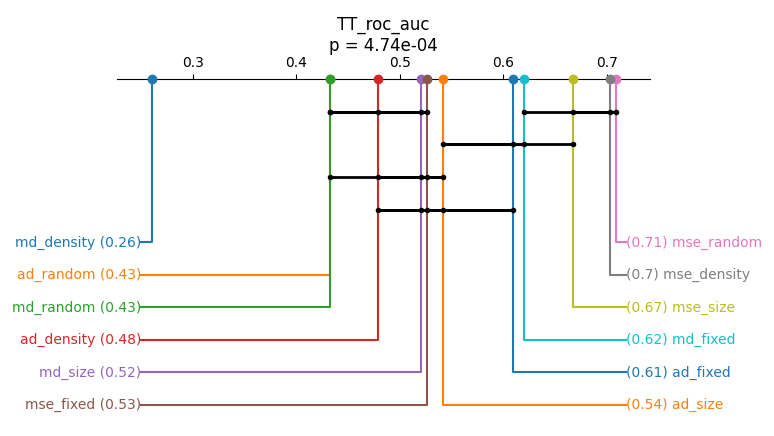 TT_roc_auc
p = 4.74e-04
0.3 0.4 0.5 0.6 0.7
md_density (0.26)
ad_random (0.43)
md_random (0.43)
ad_density (0.48)
md_size (0.52)
mse_fixed (0.53)
(0.71) mse_random
(0.7) mse_density
(0.67) mse_size
(0.62) md_fixed
(0.61) ad_fixed
(0.54) ad_size